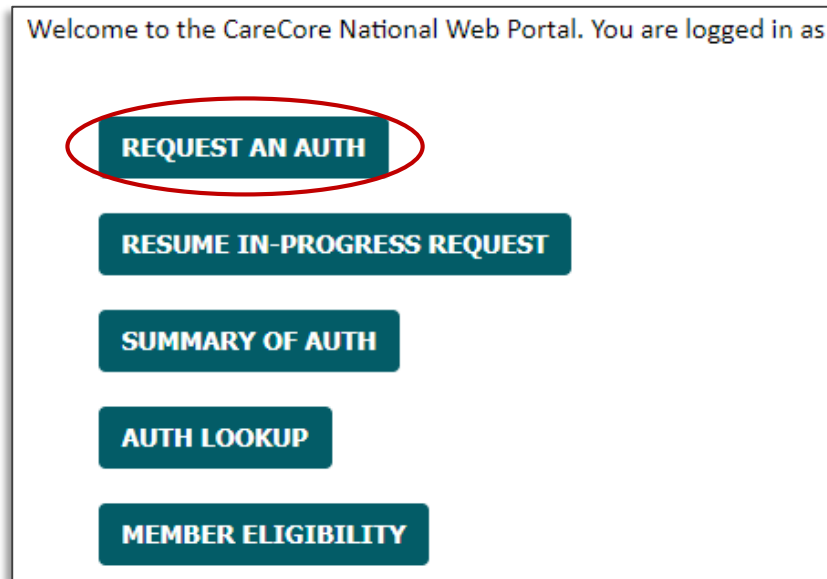 Welcome to the CareCore National Web Portal. You are logged in as
REQUEST AN AUTH
RESUME IN-PROGRESS REQUEST
SUMMARY OF AUTH
AUTH LOOKUP
MEMBER ELIGIBILITY